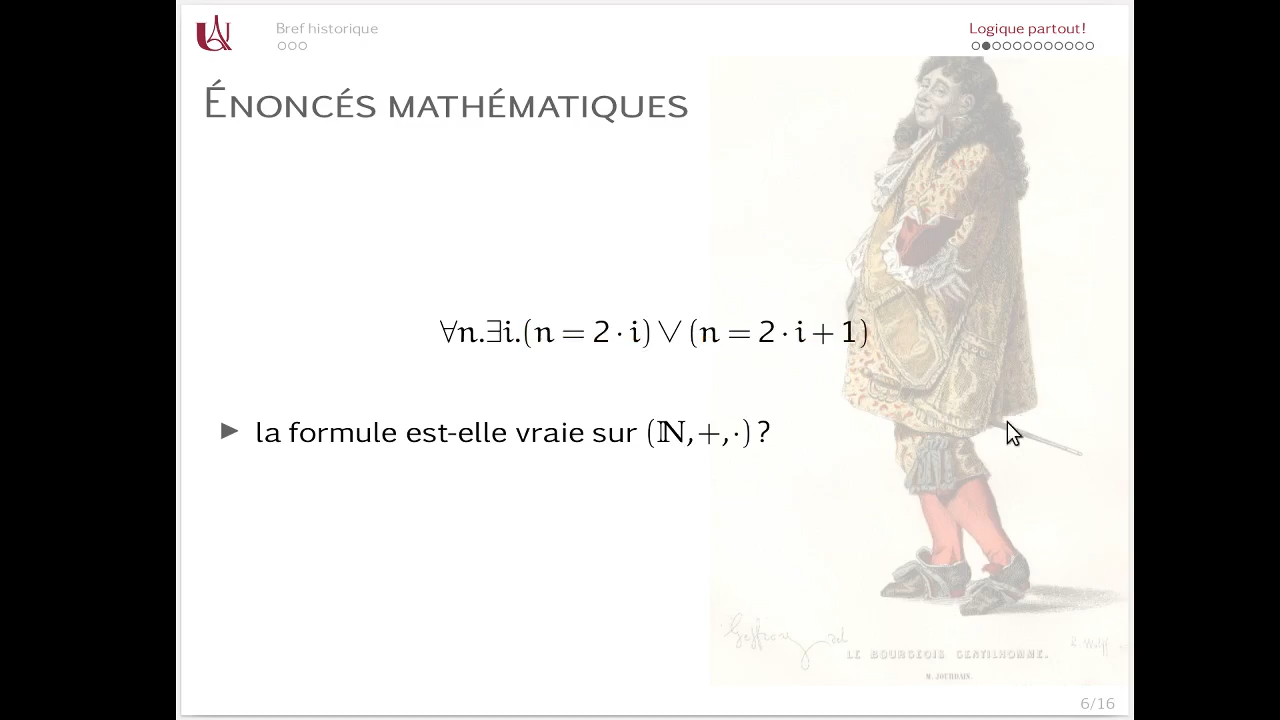 Bref historique
Logique partout!
ÉNONCÉS MATHÉMATIQUES
∀n.∃i.(n = 2 · i) ∨ (n = 2 · i + 1)
▶ la formule est-elle vraie sur (ℕ, +, ·) ?
LE BOURGEOIS GENTILHOMME.
M. JOURDAIN.
6/16